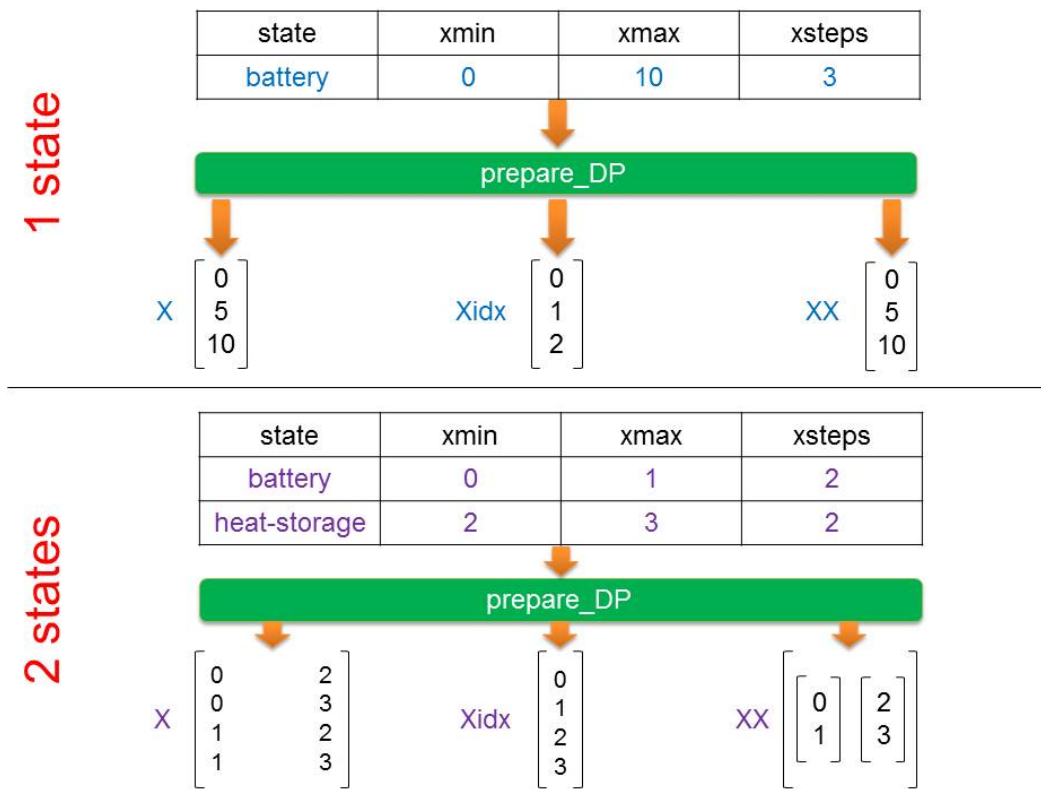 1 state
state xmin xmax xsteps
battery 0 10 3
prepare_DP
X
0
5
10
Xidx
0
1
2
XX
0
5
10
2 states
state xmin xmax xsteps
battery 0 1 2
heat-storage 2 3 2
prepare_DP
X
0 2
0 3
1 2
1 3
Xidx
0
1
2
3
XX
0 2
1 3